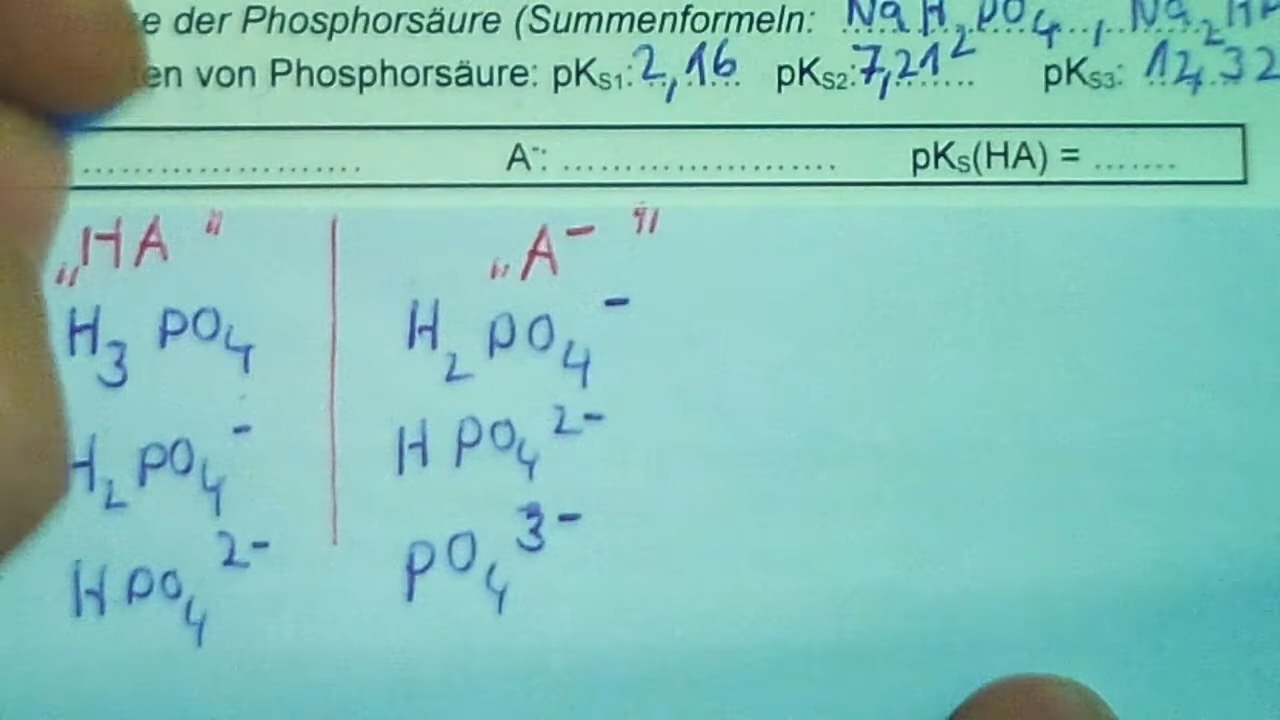 e der Phosphorsäure (Summenformeln: NaH₂PO₄, Na₂H
en von Phosphorsäure: pKS1: 2,16 pKS2: 7,21 pKS3: 12,32
.................... A⁻: .................... pKS(HA) = .......
„HA" „A⁻"
H₃PO₄ H₂PO₄⁻
H₂PO₄⁻ HPO₄²⁻
HPO₄²⁻ PO₄³⁻